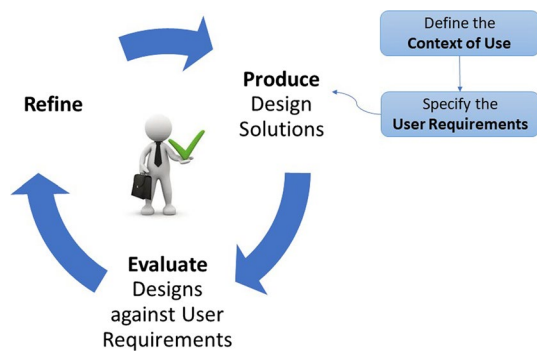 Define the
Context of Use
Specify the
User Requirements
Produce
Design
Solutions
Evaluate
Designs
against User
Requirements
Refine